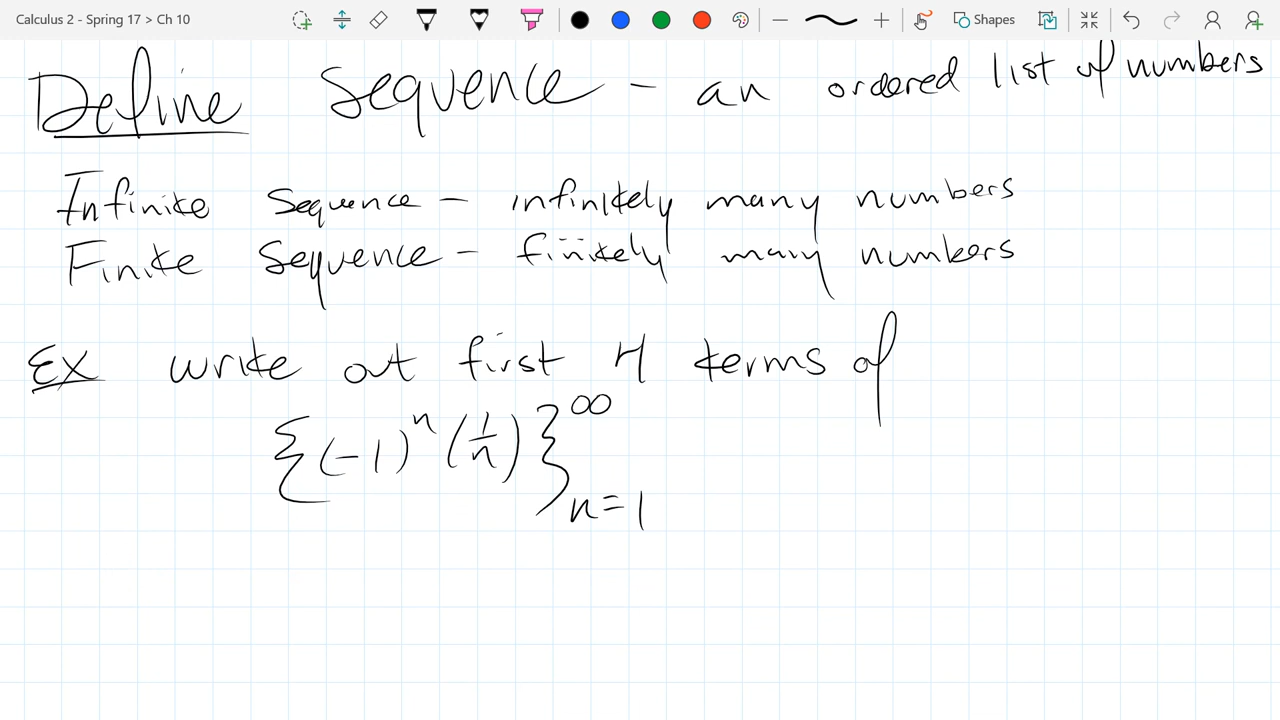 Calculus 2 - Spring 17 > Ch 10
Shapes
Define Sequence - an ordered list of numbers
Infinite Sequence - infinitely many numbers
Finite Sequence - finitely many numbers
EX write out first 4 terms of
{(-1)^n (1/n)}_{n=1}^∞